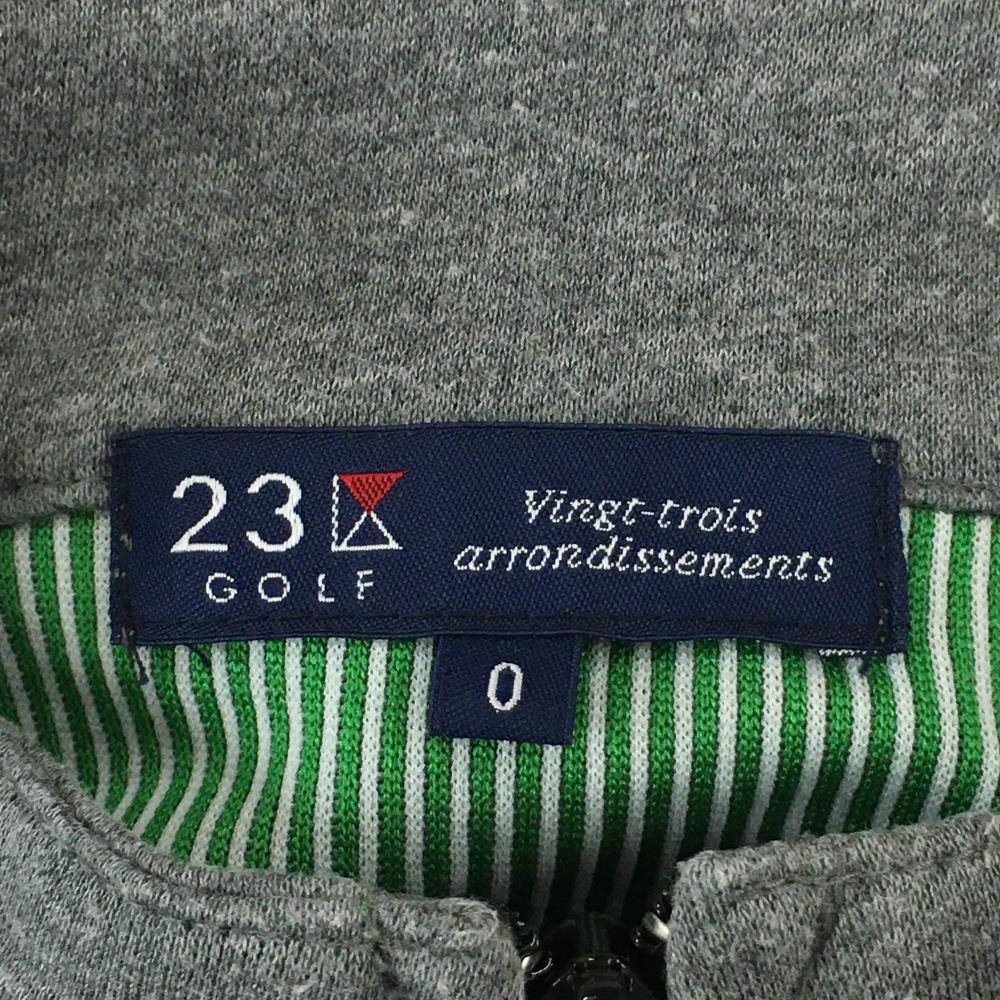 23
GOLF
Vingt-trois
arrondissements
0